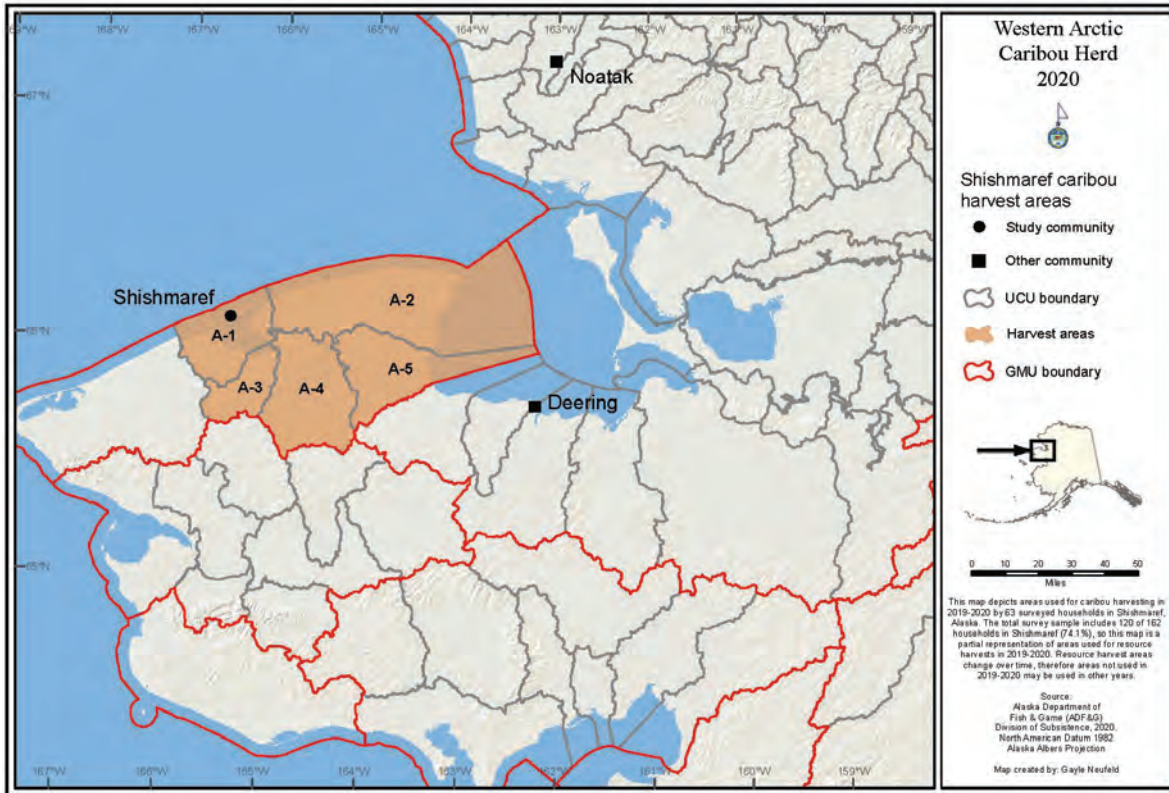 168°W 167°W 166°W 165°W 164°W 163°W 162°W 161°W 160°W 159°W
67°N
Noatak
Shishmaref
A-1
A-2
A-3
A-4
A-5
Deering
65°N
167°W 165°W 164°W 163°W 162°W 161°W 160°W 159°W
Western Arctic
Caribou Herd
2020
Shishmaref caribou
harvest areas
Study community
Other community
UCU boundary
Harvest areas
GMU boundary
0 10 20 30 40 50
Miles
This map depicts areas used for caribou harvesting in
2019-2020 by 63 surveyed households in Shishmaref,
Alaska. The total survey sample includes 120 of 162
households in Shishmaref (74.1%), so this map is a
partial representation of areas used for resource
harvests in 2019-2020. Resource harvest areas
change over time, therefore areas not used in
2019-2020 may be used in other years.
Source:
Alaska Department of
Fish & Game (ADF&G)
Division of Subsistence, 2020.
North American Datum 1982
Alaska Albers Projection
Map created by: Gayle Neufeld